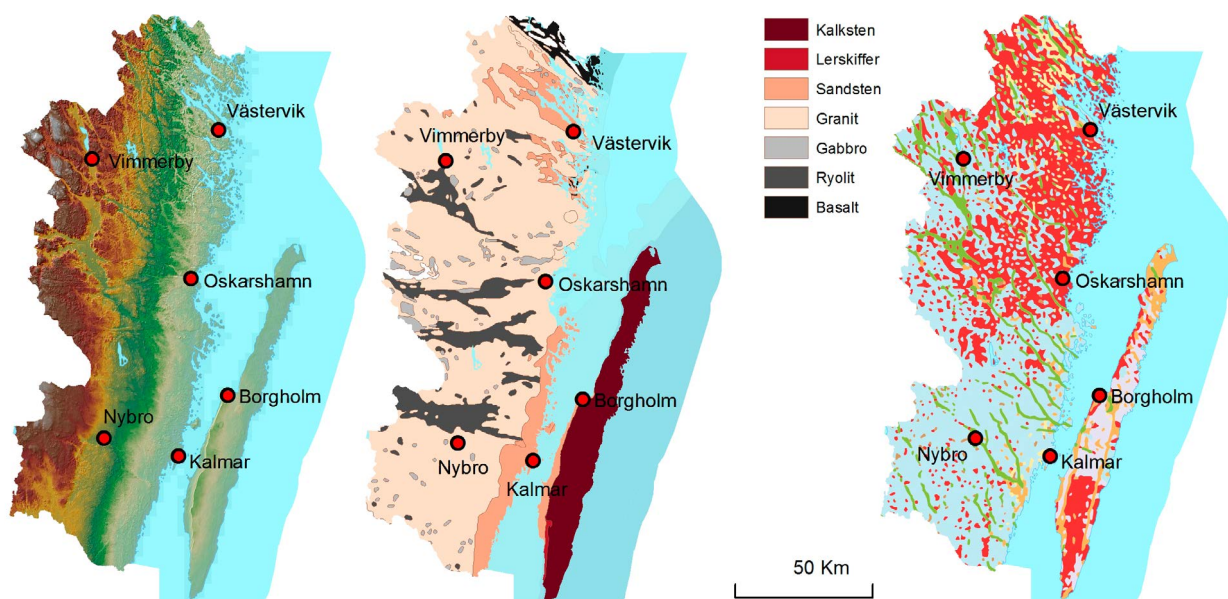 Västervik
Vimmerby
Oskarshamn
Borgholm
Nybro
Kalmar
Vimmerby
Västervik
Oskarshamn
Borgholm
Nybro
Kalmar
Kalksten
Lerskiffer
Sandsten
Granit
Gabbro
Ryolit
Basalt
50 Km
Västervik
Vimmerby
Oskarshamn
Borgholm
Nybro
Kalmar